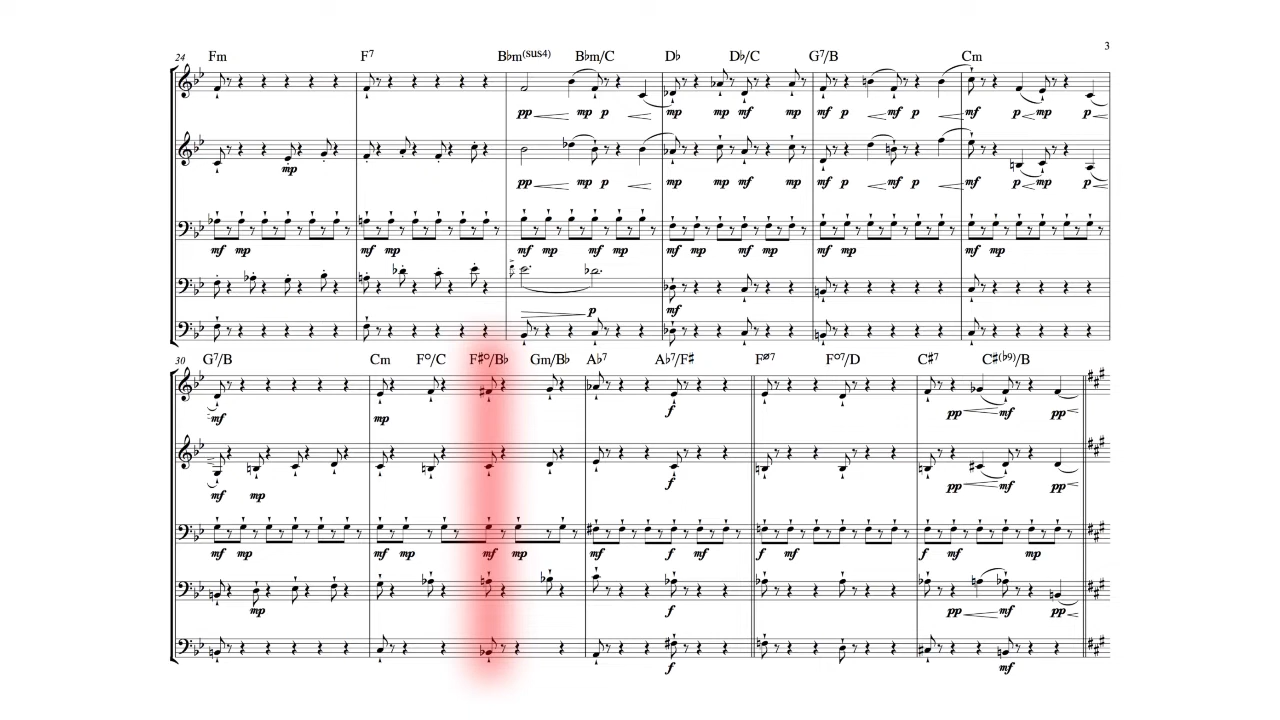 3
24 Fm F7 B♭m(sus4) B♭m/C D♭ D♭/C G7/B Cm
pp mp p mp mp mf mp mf p mf p mf p mp p
mp pp mp p mp mp mf mp mf p mf p mf p mp p
mf mp mf mp mf mp mf mp mf mp mf mp
p mf
30 G7/B Cm F°/C F♯°/B♭ Gm/B♭ A♭7 A♭7/F♯ Fø7 F°7/D C♯7 C♯(♭9)/B
mf mp f pp mf pp
mf mp f pp mf pp
mf mp mf mp mf mp mf f mf f mf f mf mp
mp f pp mf pp
f mf